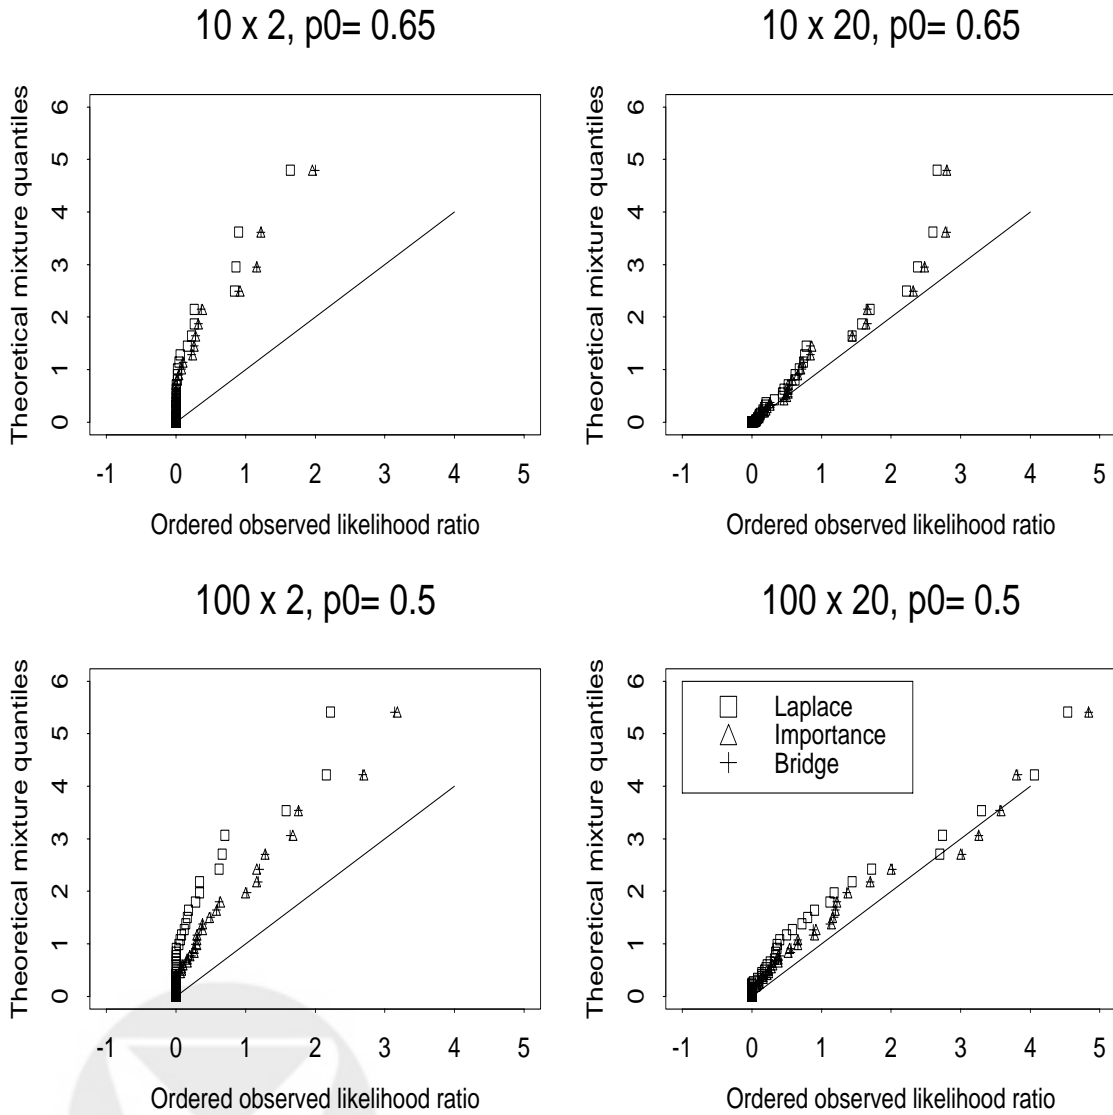 10 x 2, p0= 0.65
Theoretical mixture quantiles
6
5
4
3
2
1
0
-1 0 1 2 3 4 5
Ordered observed likelihood ratio
10 x 20, p0= 0.65
Theoretical mixture quantiles
6
5
4
3
2
1
0
-1 0 1 2 3 4 5
Ordered observed likelihood ratio
100 x 2, p0= 0.5
Theoretical mixture quantiles
6
5
4
3
2
1
0
-1 0 1 2 3 4 5
Ordered observed likelihood ratio
100 x 20, p0= 0.5
Theoretical mixture quantiles
6
5
4
3
2
1
0
Laplace
Importance
Bridge
-1 0 1 2 3 4 5
Ordered observed likelihood ratio